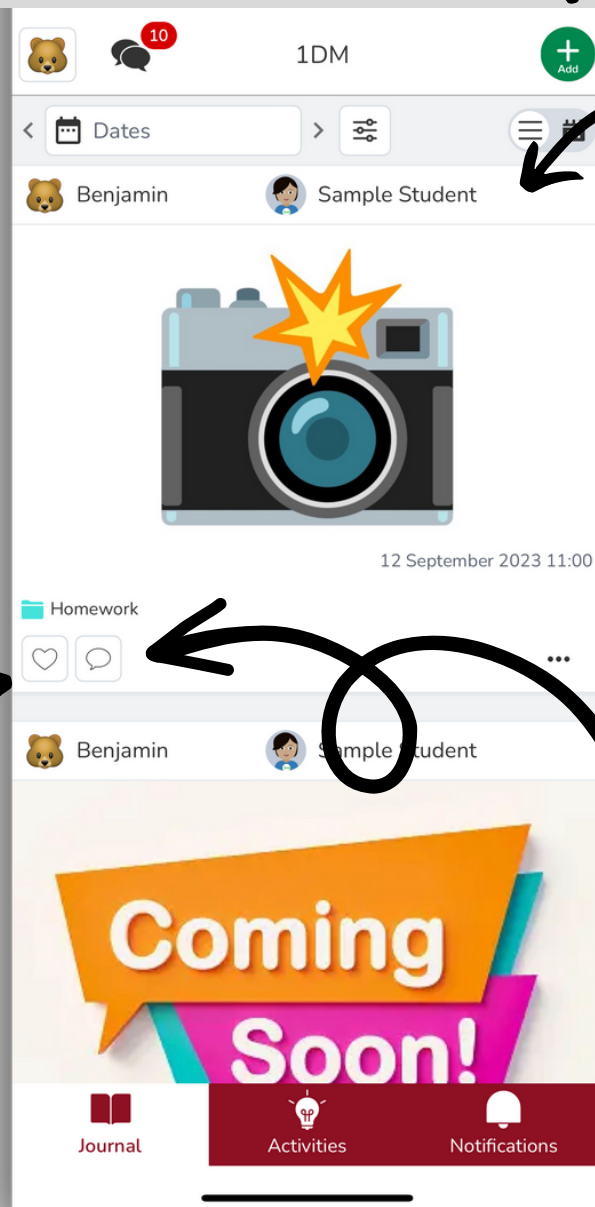 10
1DM
Add
Dates
Benjamin
Sample Student
12 September 2023 11:00
Homework
Benjamin
Sample Student
Coming
Soon!
Journal
Activities
Notifications